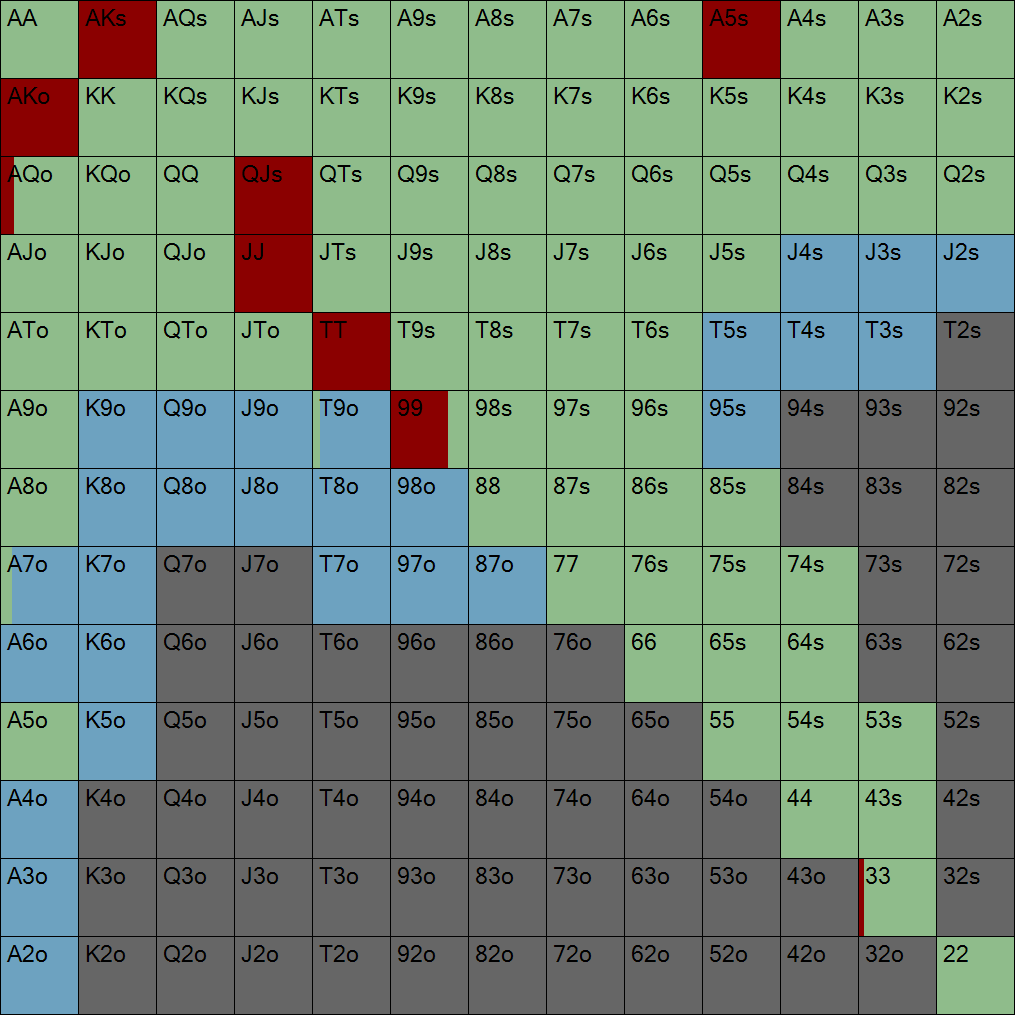 AA AKs AQs AJs ATs A9s A8s A7s A6s A5s A4s A3s A2s
AKo KK KQs KJs KTs K9s K8s K7s K6s K5s K4s K3s K2s
AQo KQo QQ QJs QTs Q9s Q8s Q7s Q6s Q5s Q4s Q3s Q2s
AJo KJo QJo JJ JTs J9s J8s J7s J6s J5s J4s J3s J2s
ATo KTo QTo JTo TT T9s T8s T7s T6s T5s T4s T3s T2s
A9o K9o Q9o J9o T9o 99 98s 97s 96s 95s 94s 93s 92s
A8o K8o Q8o J8o T8o 98o 88 87s 86s 85s 84s 83s 82s
A7o K7o Q7o J7o T7o 97o 87o 77 76s 75s 74s 73s 72s
A6o K6o Q6o J6o T6o 96o 86o 76o 66 65s 64s 63s 62s
A5o K5o Q5o J5o T5o 95o 85o 75o 65o 55 54s 53s 52s
A4o K4o Q4o J4o T4o 94o 84o 74o 64o 54o 44 43s 42s
A3o K3o Q3o J3o T3o 93o 83o 73o 63o 53o 43o 33 32s
A2o K2o Q2o J2o T2o 92o 82o 72o 62o 52o 42o 32o 22